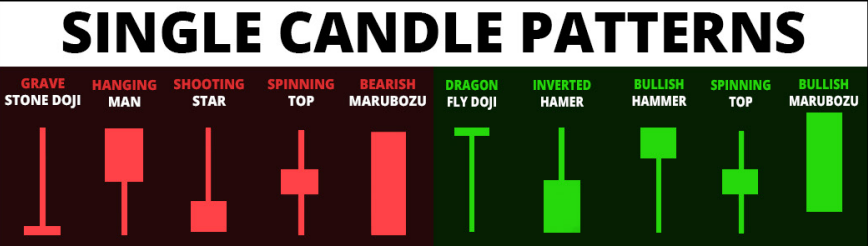 SINGLE CANDLE PATTERNS
GRAVE
STONE DOJI
HANGING
MAN
SHOOTING
STAR
SPINNING
TOP
BEARISH
MARUBOZU
DRAGON
FLY DOJI
INVERTED
HAMER
BULLISH
HAMMER
SPINNING
TOP
BULLISH
MARUBOZU